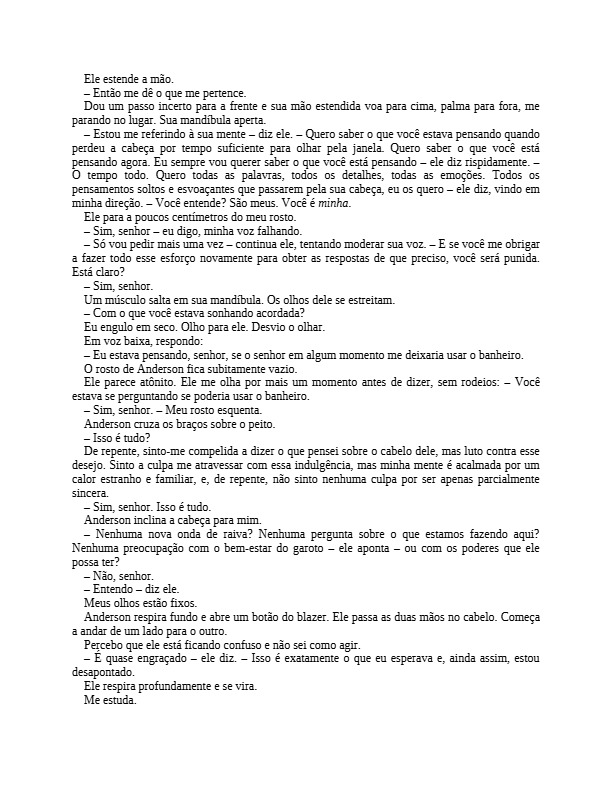 Ele estende a mão.
– Então me dê o que me pertence.
Dou um passo incerto para a frente e sua mão estendida voa para cima, palma para fora, me
parando no lugar. Sua mandíbula aperta.
– Estou me referindo à sua mente – diz ele. – Quero saber o que você estava pensando quando
perdeu a cabeça por tempo suficiente para olhar pela janela. Quero saber o que você está
pensando agora. Eu sempre vou querer saber o que você está pensando – ele diz rispidamente. –
O tempo todo. Quero todas as palavras, todos os detalhes, todas as emoções. Todos os
pensamentos soltos e esvoaçantes que passarem pela sua cabeça, eu os quero – ele diz, vindo em
minha direção. – Você entende? São meus. Você é minha.
Ele para a poucos centímetros do meu rosto.
– Sim, senhor – eu digo, minha voz falhando.
– Só vou pedir mais uma vez – continua ele, tentando moderar sua voz. – E se você me obrigar
a fazer todo esse esforço novamente para obter as respostas de que preciso, você será punida.
Está claro?
– Sim, senhor.
Um músculo salta em sua mandíbula. Os olhos dele se estreitam.
– Com o que você estava sonhando acordada?
Eu engulo em seco. Olho para ele. Desvio o olhar.
Em voz baixa, respondo:
– Eu estava pensando, senhor, se o senhor em algum momento me deixaria usar o banheiro.
O rosto de Anderson fica subitamente vazio.
Ele parece atônito. Ele me olha por mais um momento antes de dizer, sem rodeios: – Você
estava se perguntando se poderia usar o banheiro.
– Sim, senhor. – Meu rosto esquenta.
Anderson cruza os braços sobre o peito.
– Isso é tudo?
De repente, sinto-me compelida a dizer o que pensei sobre o cabelo dele, mas luto contra esse
desejo. Sinto a culpa me atravessar com essa indulgência, mas minha mente é acalmada por um
calor estranho e familiar, e, de repente, não sinto nenhuma culpa por ser apenas parcialmente
sincera.
– Sim, senhor. Isso é tudo.
Anderson inclina a cabeça para mim.
– Nenhuma nova onda de raiva? Nenhuma pergunta sobre o que estamos fazendo aqui?
Nenhuma preocupação com o bem-estar do garoto – ele aponta – ou com os poderes que ele
possa ter?
– Não, senhor.
– Entendo – diz ele.
Meus olhos estão fixos.
Anderson respira fundo e abre um botão do blazer. Ele passa as duas mãos no cabelo. Começa
a andar de um lado para o outro.
Percebo que ele está ficando confuso e não sei como agir.
– É quase engraçado – ele diz. – Isso é exatamente o que eu esperava e, ainda assim, estou
desapontado.
Ele respira profundamente e se vira.
Me estuda.